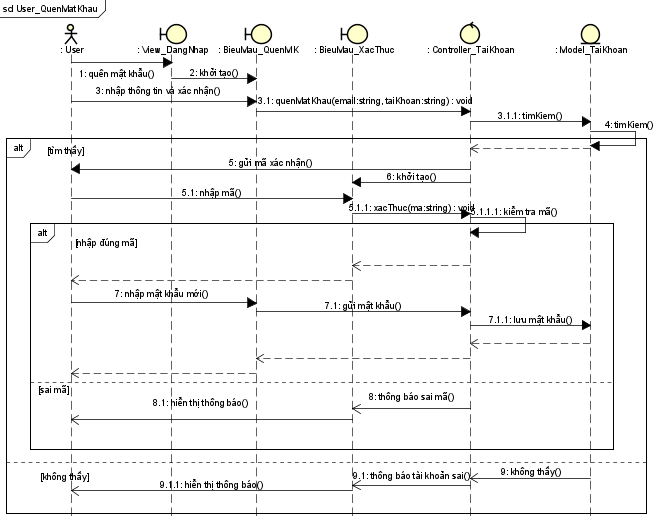 sd User_QuenMatKhau
: User
: View_DangNhap
: BieuMau_QuenMK
: BieuMau_XacThuc
: Controller_TaiKhoan
: Model_TaiKhoan
1: quên mật khẩu()
2: khởi tạo()
3: nhập thông tin và xác nhận()
3.1: quenMatKhau(email:string, taiKhoan:string) : void
3.1.1: timKiem()
4: timKiem()
alt
[tìm thấy]
5: gửi mã xác nhận()
6: khởi tạo()
5.1: nhập mã()
5.1.1: xacThuc(ma:string) : void
5.1.1.1: kiểm tra mã()
alt
[nhập đúng mã]
7: nhập mật khẩu mới()
7.1: gửi mật khẩu()
7.1.1: lưu mật khẩu()
[sai mã]
8: thông báo sai mã()
8.1: hiển thị thông báo()
[không thấy]
9: không thấy()
9.1: thông báo tài khoản sai()
9.1.1: hiển thị thông báo()